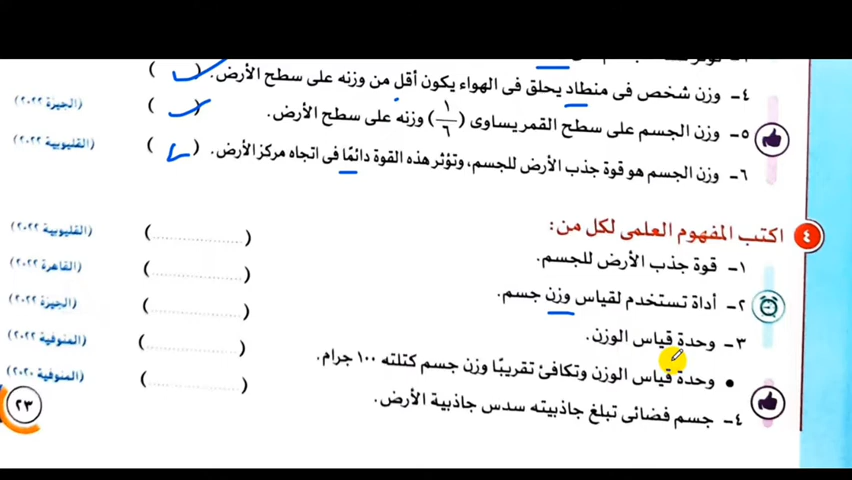 ٤- وزن شخص فى منطاد يحلق فى الهواء يكون أقل من وزنه على سطح الأرض. ( )
٥- وزن الجسم على سطح القمر يساوى (١/٦) وزنه على سطح الأرض. ( ) (الجيزة ٢٠٢٢)
٦- وزن الجسم هو قوة جذب الأرض للجسم، وتؤثر هذه القوة دائمًا فى اتجاه مركز الأرض. ( ) (القليوبية ٢٠٢٢)
٤ اكتب المفهوم العلمى لكل من:
١- قوة جذب الأرض للجسم. (..................) (القليوبية ٢٠٢٢)
٢- أداة تستخدم لقياس وزن جسم. (..................) (القاهرة ٢٠٢٢)
٣- وحدة قياس الوزن. (..................) (الجيزة ٢٠٢٢)
• وحدة قياس الوزن وتكافئ تقريبًا وزن جسم كتلته ١٠٠ جرام. (..................) (المنوفية ٢٠٢٢)
٤- جسم فضائى تبلغ جاذبيته سدس جاذبية الأرض. (..................) (المنوفية ٢٠٢٠)
٢٣